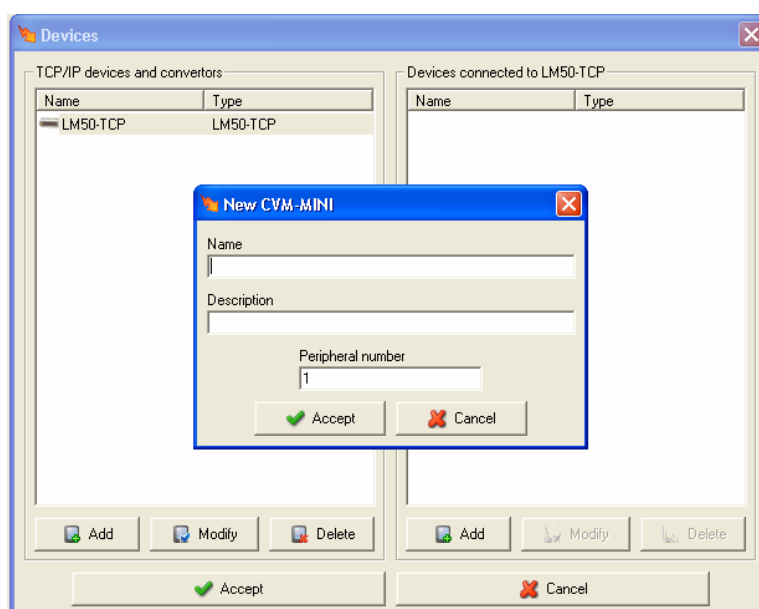 Devices
TCP/IP devices and convertors
Devices connected to LM50-TCP
Name Type
Name Type
LM50-TCP LM50-TCP
New CVM-MINI
Name
Description
Peripheral number
1
Accept Cancel
Add Modify Delete
Add Modify Delete
Accept Cancel